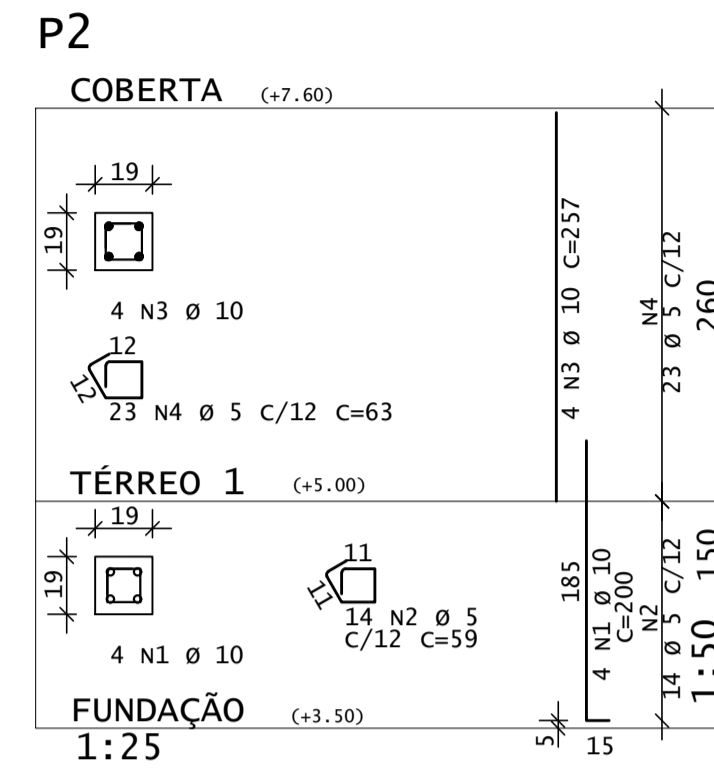 P2
COBERTA (+7.60)
19
19
4 N3 Ø 10
12
12
23 N4 Ø 5 C/12 C=63
4 N3 Ø 10 C=257
N4
23 Ø 5 C/12
260
TÉRREO 1 (+5.00)
19
19
4 N1 Ø 10
11
11
14 N2 Ø 5
C/12 C=59
185
4 N1 Ø 10
C=200
N2
14 Ø 5 C/12
150
1:50
FUNDAÇÃO (+3.50)
1:25
5
15